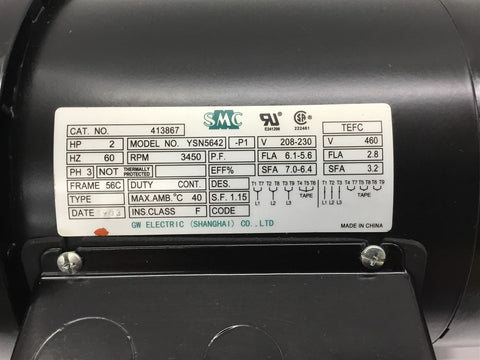 SMC
E241286
222461
CAT. NO. 413867 TEFC
HP 2 MODEL NO. YSN5642 -P1 V 208-230 V 460
HZ 60 RPM 3450 P.F. FLA 6.1-5.6 FLA 2.8
PH 3 NOT THERMALLY PROTECTED EFF% SFA 7.0-6.4 SFA 3.2
FRAME 56C DUTY CONT. DES. T1 T7 T2 T8 T3 T9 T4 T5 T6 T1 T2 T3 T4 T7 T5 T8 T6 T9
TYPE MAX.AMB.°C 40 S.F. 1.15 TAPE TAPE
DATE INS.CLASS F CODE L1 L2 L3 L1 L2 L3
GW ELECTRIC (SHANGHAI) CO.,LTD MADE IN CHINA